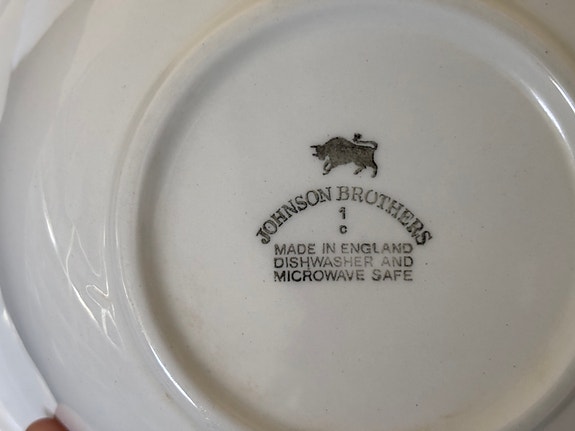 JOHNSON BROTHERS
1
c
MADE IN ENGLAND
DISHWASHER AND
MICROWAVE SAFE